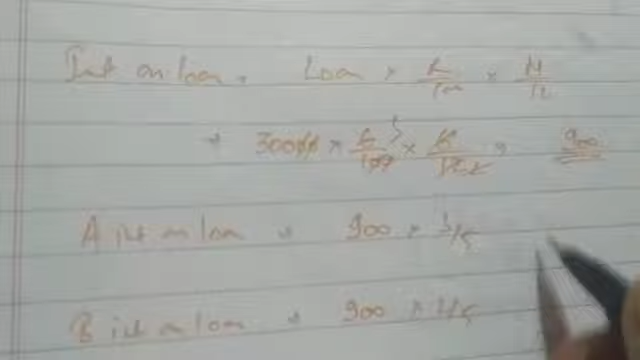 Int on loan = Loan × R/100 × M/12
= 30000 × 6/100 × 6/12 = 900
A int on loan = 900 × 3/5
B int on loan = 900 × 2/5